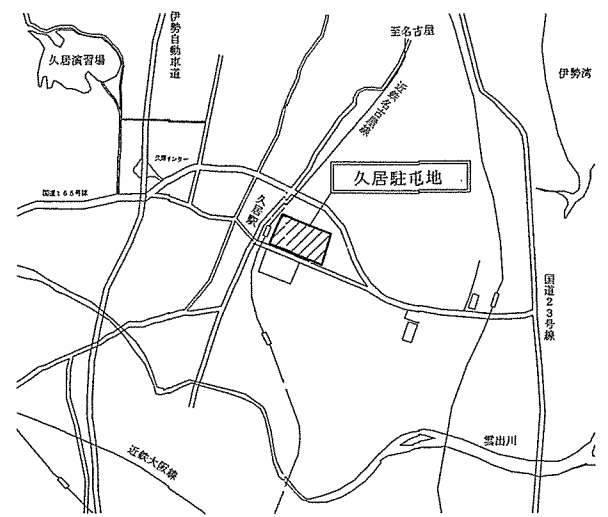 伊勢自動車道
至名古屋
久居演習場
伊勢湾
近鉄名古屋線
久居インター
久居駐屯地
国道165号線
久居駅
国道23号線
雲出川
近鉄大阪線